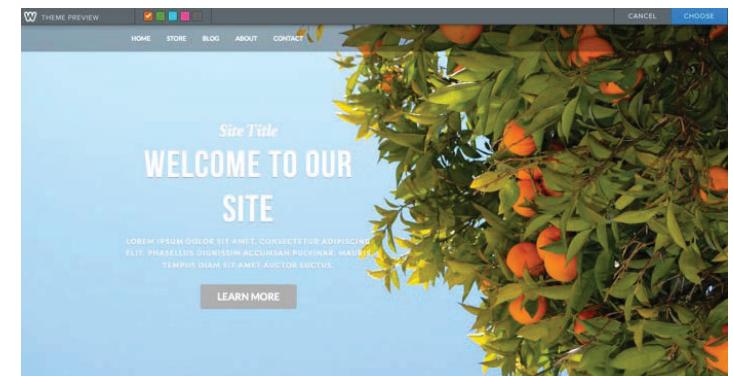 THEME PREVIEW
CANCEL
CHOOSE
HOME STORE BLOG ABOUT CONTACT
Site Title
WELCOME TO OUR
SITE
LOREM IPSUM DOLOR SIT AMET, CONSECTETUR ADIPISCING
ELIT. PHASELLUS DIGNISSIM ACCUMSAN PULVINAR. MAURIS
TEMPUS DIAM SIT AMET AUCTOR LUCTUS.
LEARN MORE